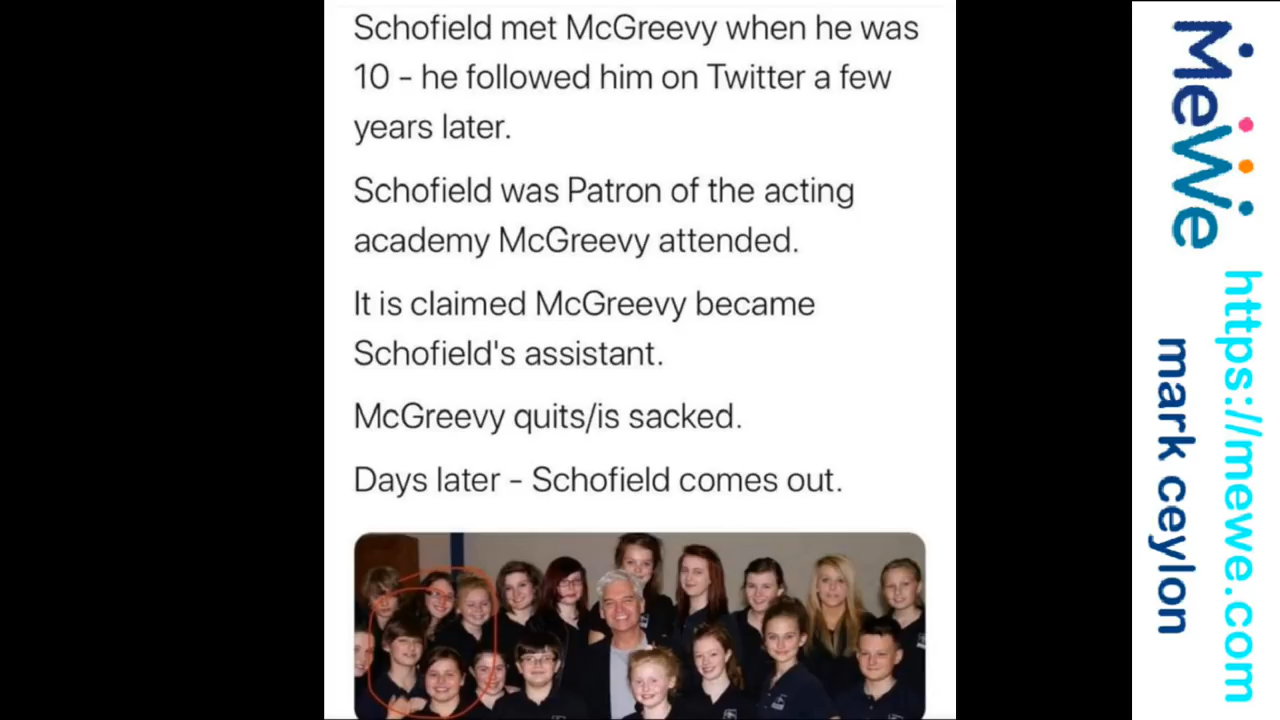 Schofield met McGreevy when he was
10 - he followed him on Twitter a few
years later.
Schofield was Patron of the acting
academy McGreevy attended.
It is claimed McGreevy became
Schofield's assistant.
McGreevy quits/is sacked.
Days later - Schofield comes out.
MeWe
https://mewe.com
mark ceylon